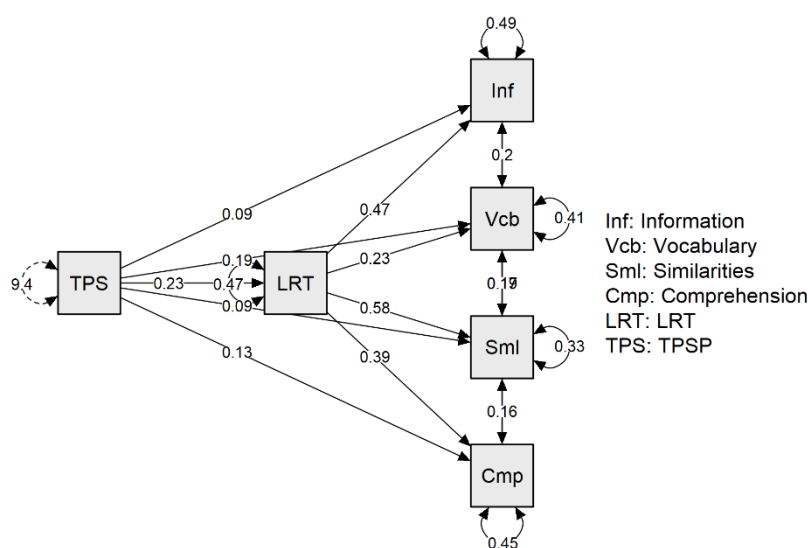 0.49
Inf
0.2
0.09
0.47
Vcb
0.41
0.19
0.23
9.4
TPS
0.23
0.47
LRT
0.09
0.58
Sml
0.33
0.13
0.39
0.16
Cmp
0.45
Inf: Information
Vcb: Vocabulary
Sml: Similarities
Cmp: Comprehension
LRT: LRT
TPS: TPSP